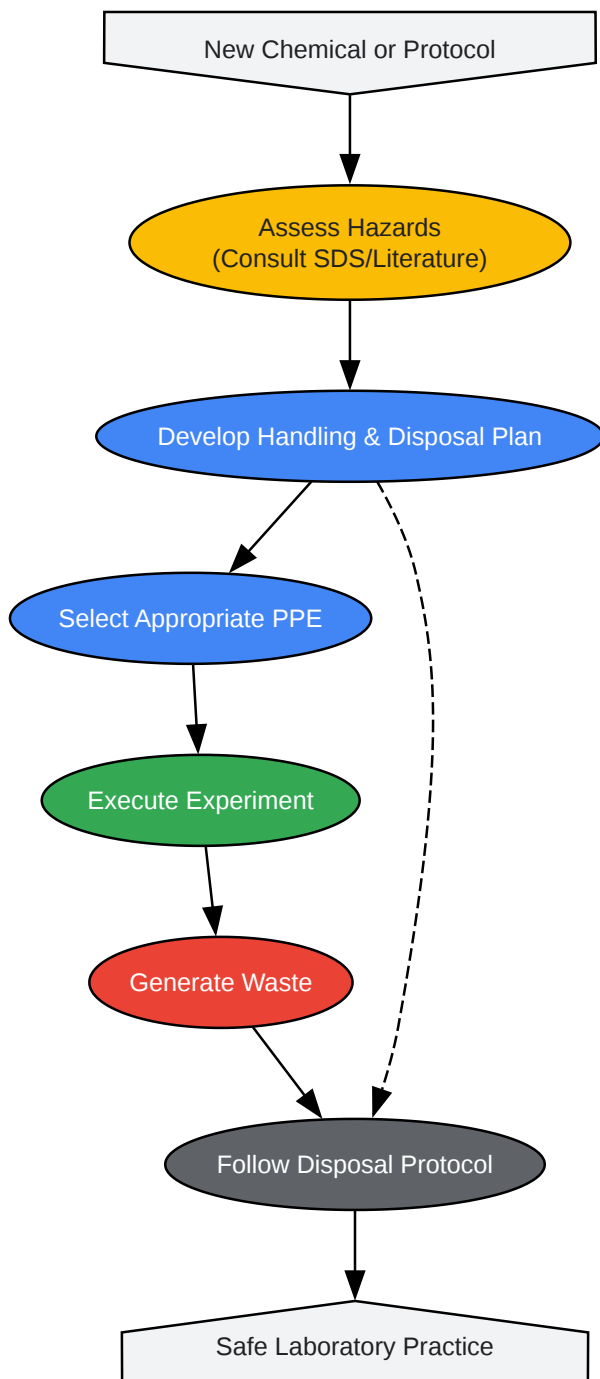 New Chemical or Protocol
Assess Hazards
(Consult SDS/Literature)
Develop Handling & Disposal Plan
Select Appropriate PPE
Execute Experiment
Generate Waste
Follow Disposal Protocol
Safe Laboratory Practice